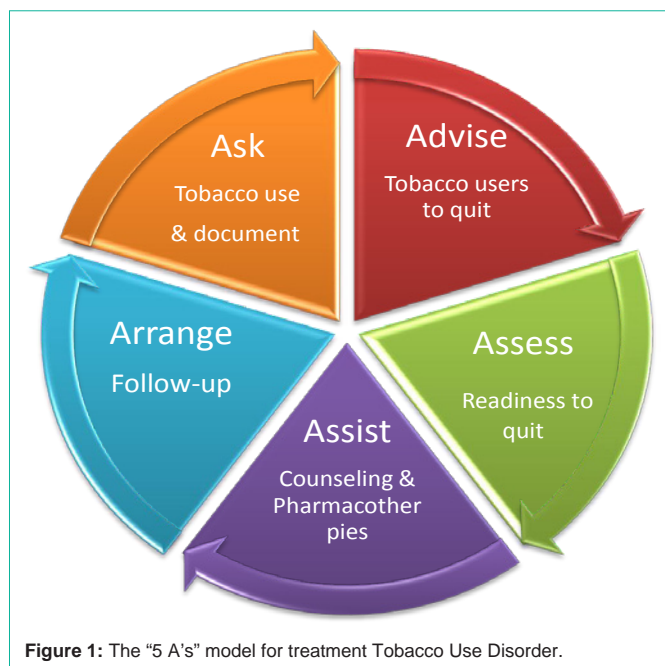 Ask
Tobacco use
& document
Advise
Tobacco users
to quit
Assess
Readiness to
quit
Assist
Counseling &
Pharmacother
pies
Arrange
Follow-up
Figure 1: The “5 A’s” model for treatment Tobacco Use Disorder.